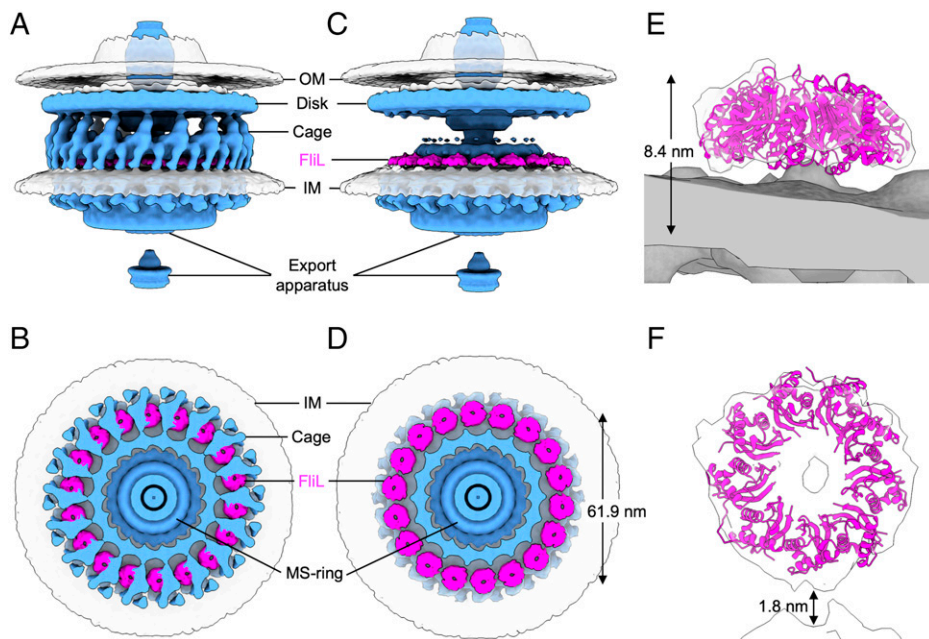 A
C
E
OM
Disk
Cage
FliL
IM
8.4 nm
Export
apparatus
B
D
F
IM
Cage
FliL
61.9 nm
MS-ring
1.8 nm